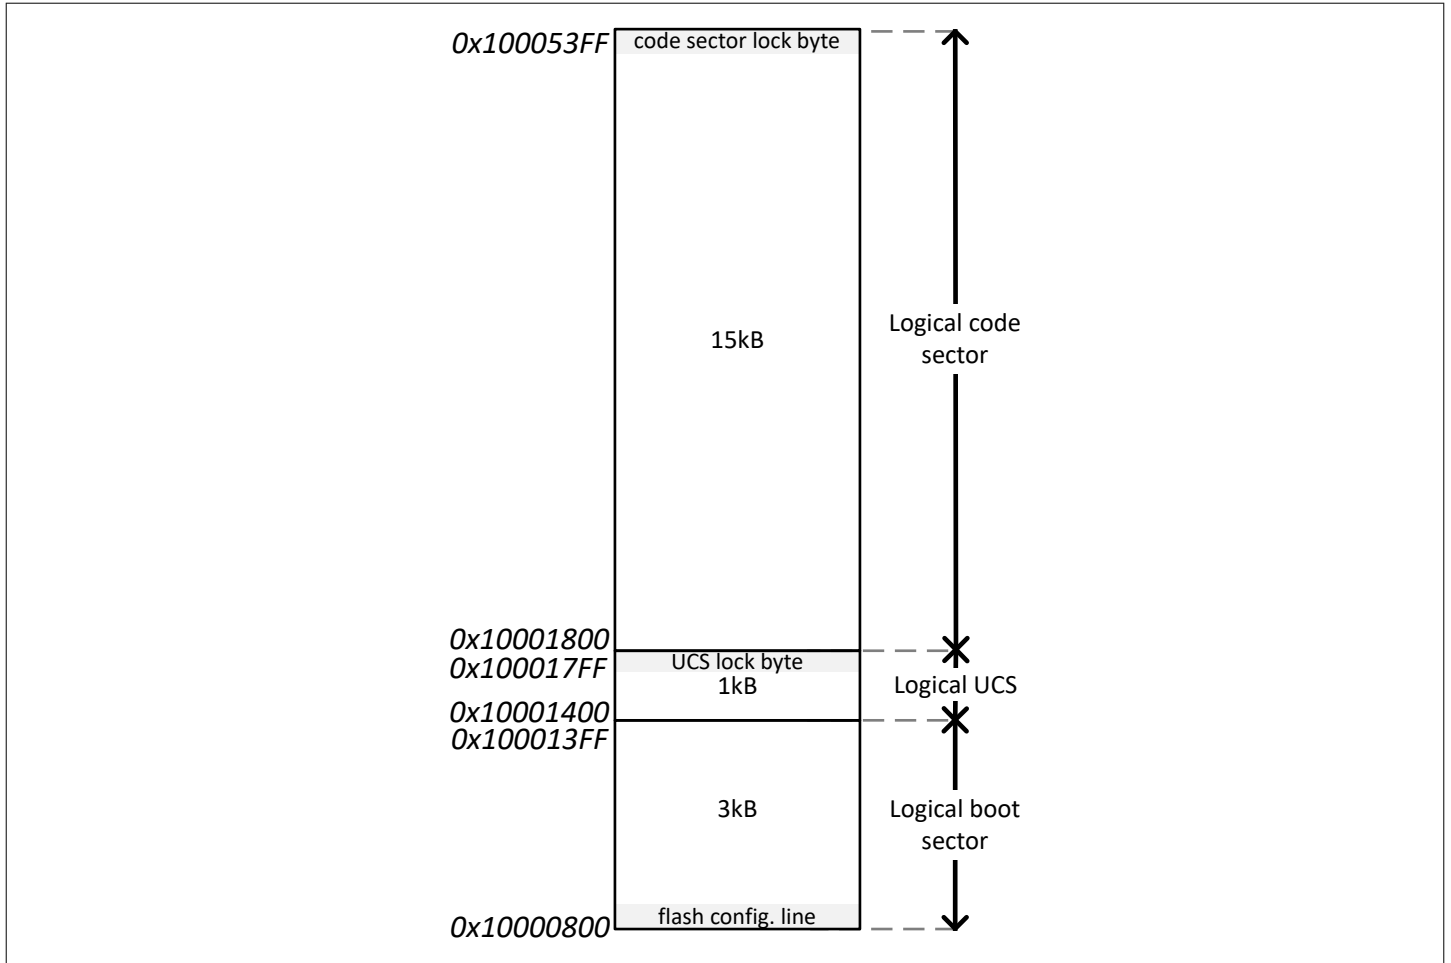 0x100053FF
code sector lock byte
15kB
Logical code
sector
0x10001800
0x100017FF
UCS lock byte
1kB
Logical UCS
0x10001400
0x100013FF
3kB
Logical boot
sector
flash config. line
0x10000800